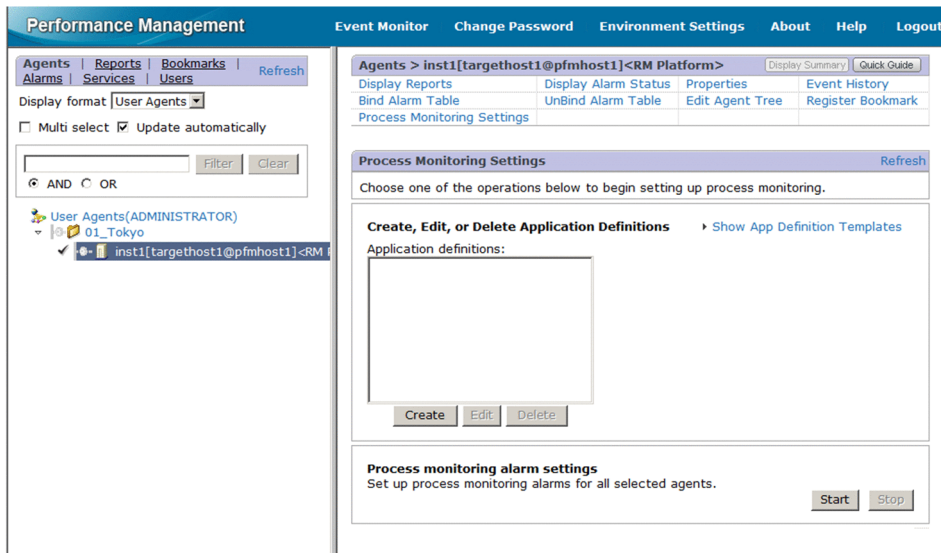 Performance Management
Event Monitor Change Password Environment Settings About Help Logout
Agents | Reports | Bookmarks |
Alarms | Services | Users
Refresh
Display format User Agents
Multi select Update automatically
Filter Clear
AND OR
User Agents(ADMINISTRATOR)
01_Tokyo
inst1[targethost1@pfmhost1]<RM P
Agents > inst1[targethost1@pfmhost1]<RM Platform> Display Summary Quick Guide
Display Reports Display Alarm Status Properties Event History
Bind Alarm Table UnBind Alarm Table Edit Agent Tree Register Bookmark
Process Monitoring Settings
Process Monitoring Settings Refresh
Choose one of the operations below to begin setting up process monitoring.
Create, Edit, or Delete Application Definitions Show App Definition Templates
Application definitions:
Create Edit Delete
Process monitoring alarm settings
Set up process monitoring alarms for all selected agents.
Start Stop